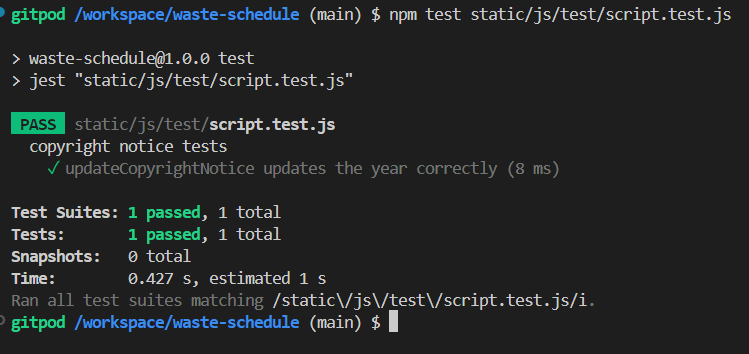 gitpod /workspace/waste-schedule (main) $ npm test static/js/test/script.test.js
> waste-schedule@1.0.0 test
> jest "static/js/test/script.test.js"
PASS static/js/test/script.test.js
copyright notice tests
✓ updateCopyrightNotice updates the year correctly (8 ms)
Test Suites: 1 passed, 1 total
Tests: 1 passed, 1 total
Snapshots: 0 total
Time: 0.427 s, estimated 1 s
Ran all test suites matching /static\/js\/test\/script.test.js/i.
gitpod /workspace/waste-schedule (main) $